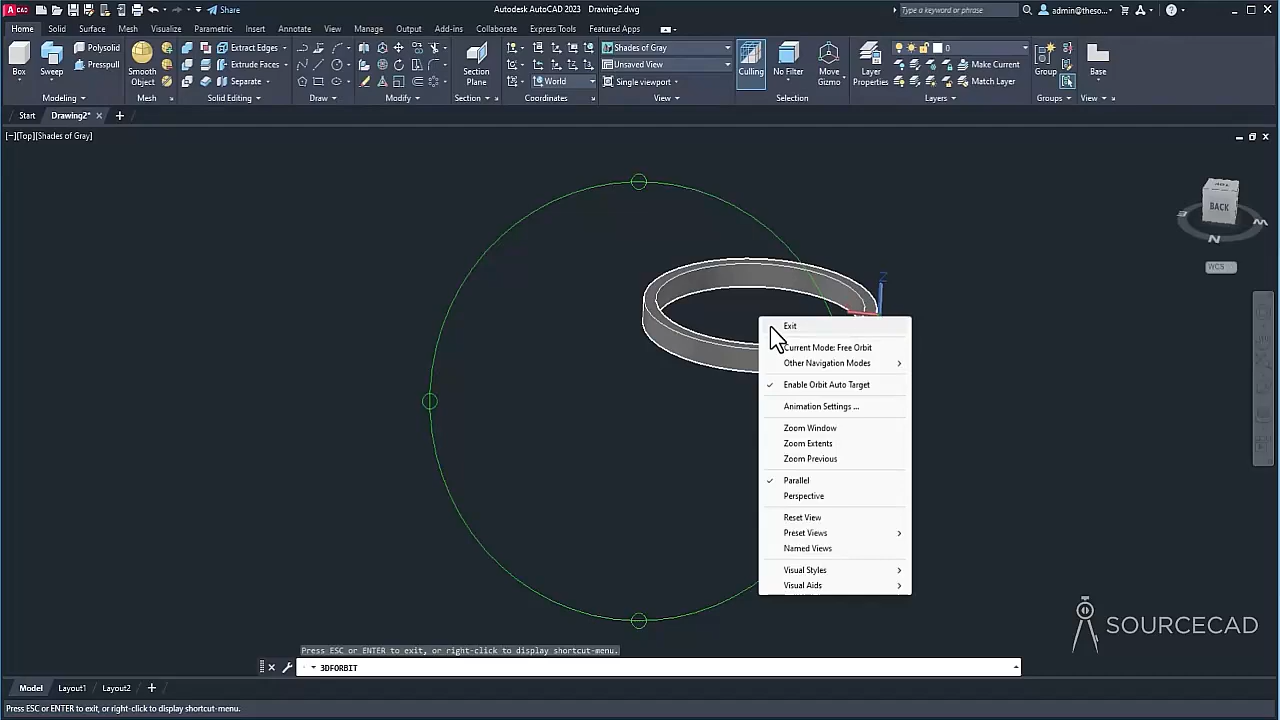 CAD
Share
Autodesk AutoCAD 2023 Drawing2.dwg
Type a keyword or phrase
admin@theso...
Home Solid Surface Mesh Visualize Parametric Insert Annotate View Manage Output Add-ins Collaborate Express Tools Featured Apps
Box
Sweep
Polysolid
Presspull
Modeling
Smooth
Object
Mesh
Extract Edges
Extrude Faces
Separate
Solid Editing
Draw
Modify
Section
Plane
Section
World
Coordinates
Shades of Gray
Unsaved View
Single viewport
View
Culling
No Filter
Move
Gizmo
Selection
Layer
Properties
0
Make Current
Match Layer
Layers
Group
Groups
Base
View
Start Drawing2* +
[−][Top][Shades of Gray]
BACK
N
WCS
Z
Exit
Current Mode: Free Orbit
Other Navigation Modes
Enable Orbit Auto Target
Animation Settings ...
Zoom Window
Zoom Extents
Zoom Previous
Parallel
Perspective
Reset View
Preset Views
Named Views
Visual Styles
Visual Aids
SOURCECAD
Press ESC or ENTER to exit, or right-click to display shortcut-menu.
3DFORBIT
Model Layout1 Layout2 +
Press ESC or ENTER to exit, or right-click to display shortcut-menu.